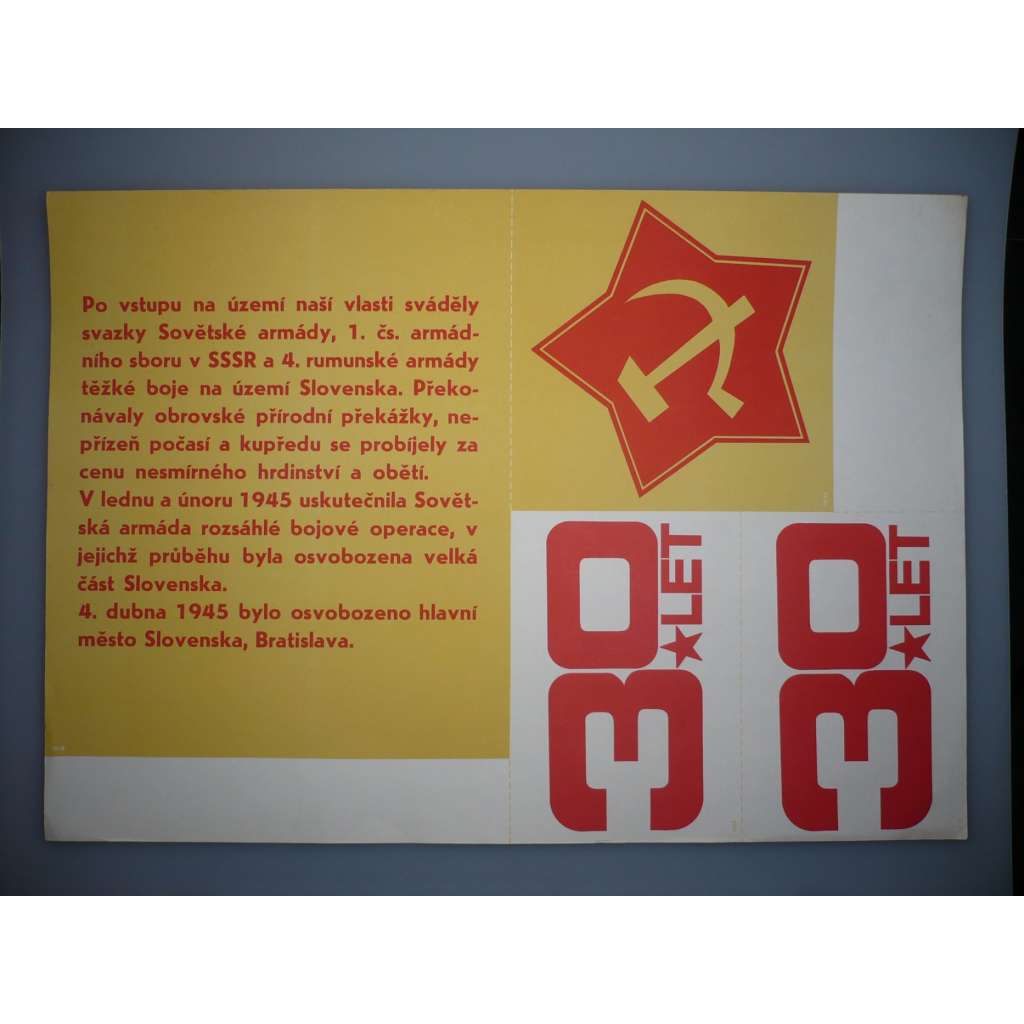 Po vstupu na území naší vlasti sváděly
svazky Sovětské armády, 1. čs. armád-
ního sboru v SSSR a 4. rumunské armády
těžké boje na území Slovenska. Překo-
návaly obrovské přírodní překážky, ne-
přízeň počasí a kupředu se probíjely za
cenu nesmírného hrdinství a obětí.
V lednu a únoru 1945 uskutečnila Sovět-
ská armáda rozsáhlé bojové operace, v
jejichž průběhu byla osvobozena velká
část Slovenska.
4. dubna 1945 bylo osvobozeno hlavní
město Slovenska, Bratislava.
30
LET
30
LET